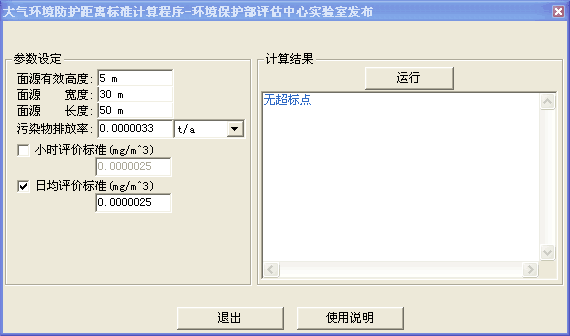 大气环境防护距离标准计算程序-环境保护部评估中心实验室发布
参数设定
面源有效高度: 5 m
面源 宽度: 30 m
面源 长度: 50 m
污染物排放率: 0.0000033 t/a
小时评价标准(mg/m^3)
0.0000025
日均评价标准(mg/m^3)
0.0000025
计算结果
运行
无超标点
退出 使用说明